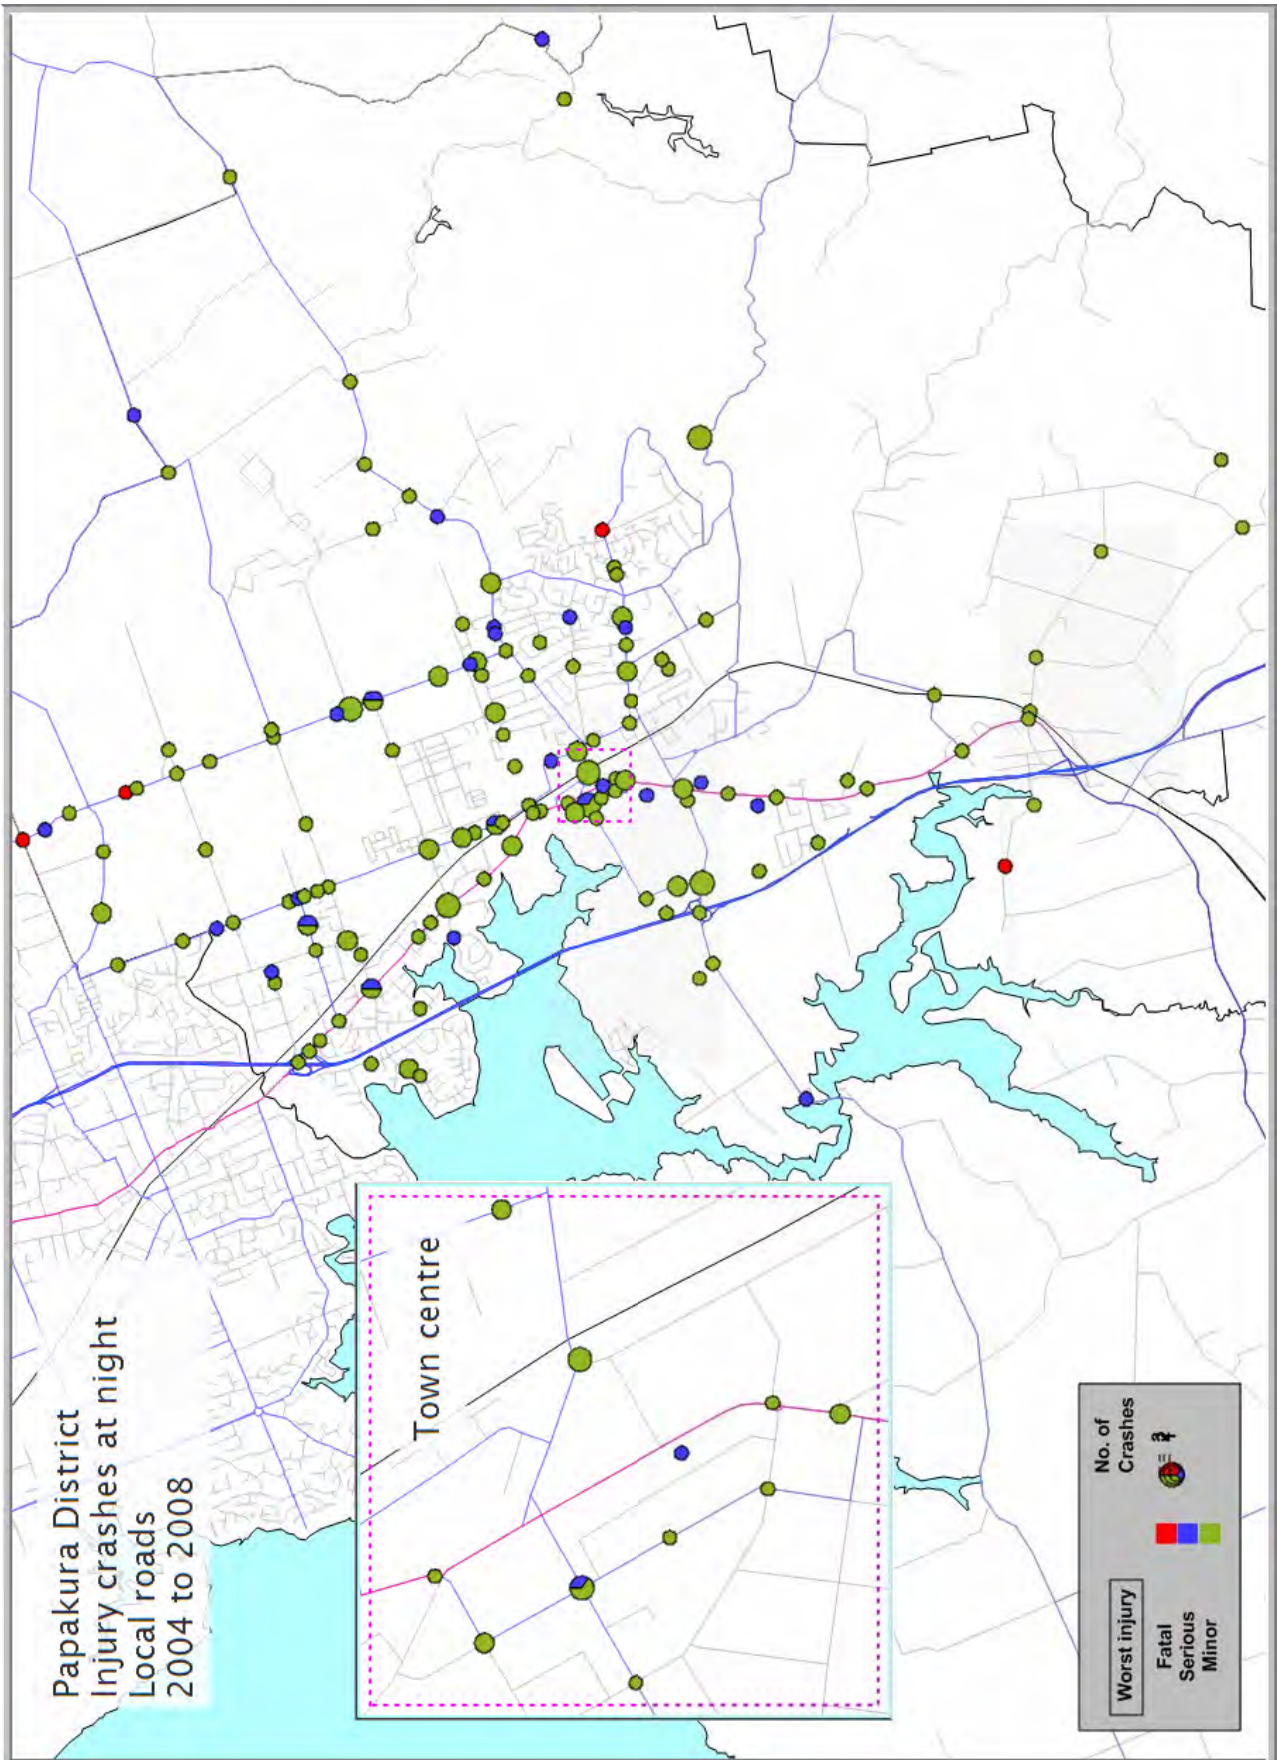 Papakura District
Injury crashes at night
Local roads
2004 to 2008
Town centre
Worst injury
Fatal
Serious
Minor
No. of
Crashes